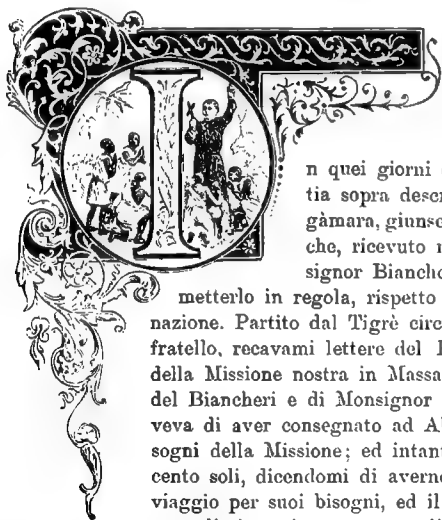 In quei giorni
tia sopra descr
gàmara, giunse
che, ricevuto
signor Bianche
metterlo in regola, rispetto
nazione. Partito dal Tigrè circ
fratello, recavami lettere del
della Missione nostra in Massa
del Biancheri e di Monsignor
veva di aver consegnato ad A
sogni della Missione; ed intant
cento soli, dicendomi di averne
viaggio per suoi bisogni, ed il